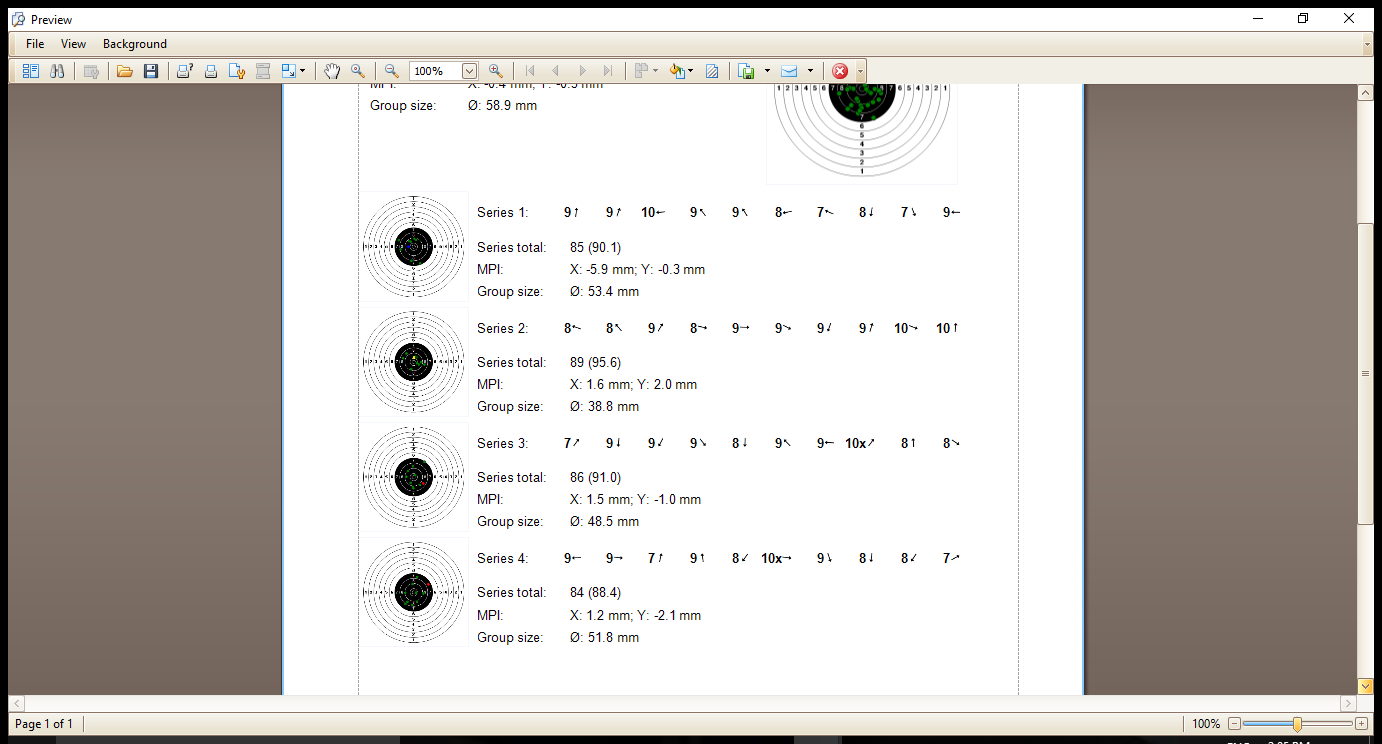 Preview
File View Background
100%
MPI: X: -0.4 mm; Y: -0.3 mm
Group size: Ø: 58.9 mm
1 2 3 4 5 6 7 8 8 7 6 5 4 3 2 1
7
6
5
4
3
2
1
Series 1: 9↑ 9↗ 10← 9↖ 9↖ 8← 7↖ 8↓ 7↘ 9←
Series total: 85 (90.1)
MPI: X: -5.9 mm; Y: -0.3 mm
Group size: Ø: 53.4 mm
Series 2: 8← 8↖ 9↗ 8→ 9→ 9↘ 9↙ 9↗ 10↘ 10↑
Series total: 89 (95.6)
MPI: X: 1.6 mm; Y: 2.0 mm
Group size: Ø: 38.8 mm
Series 3: 7↗ 9↓ 9↙ 9↘ 8↓ 9↖ 9← 10x↗ 8↑ 8↘
Series total: 86 (91.0)
MPI: X: 1.5 mm; Y: -1.0 mm
Group size: Ø: 48.5 mm
Series 4: 9← 9→ 7↑ 9↑ 8↙ 10x→ 9↘ 8↓ 8↙ 7↗
Series total: 84 (88.4)
MPI: X: 1.2 mm; Y: -2.1 mm
Group size: Ø: 51.8 mm
Page 1 of 1 100%